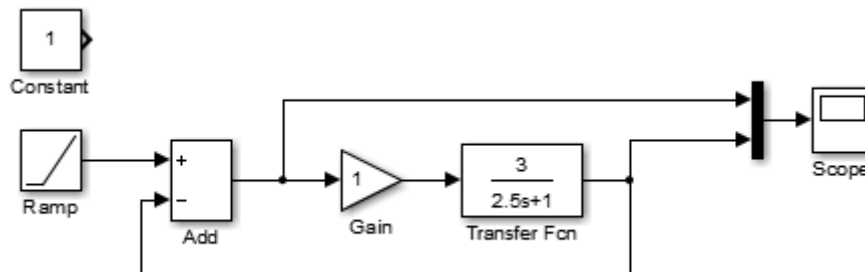 1
Constant
Ramp
+
−
Add
1
Gain
3
2.5s+1
Transfer Fcn
Scope